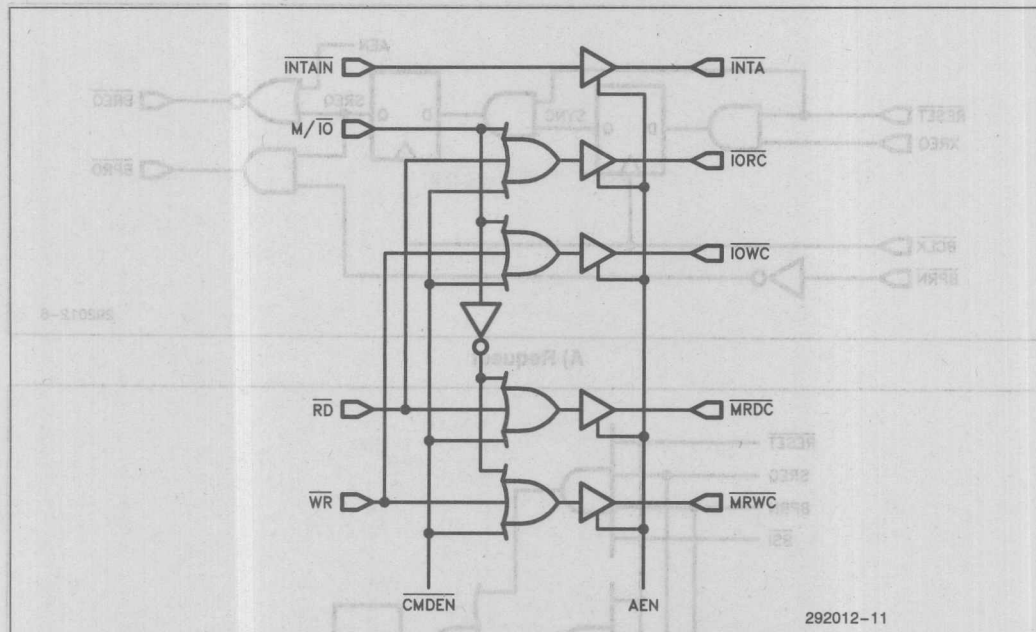 INTAIN
INTA
M/IO
IORC
IOWC
RD
MRDC
WR
MRWC
CMDEN
AEN
292012-11